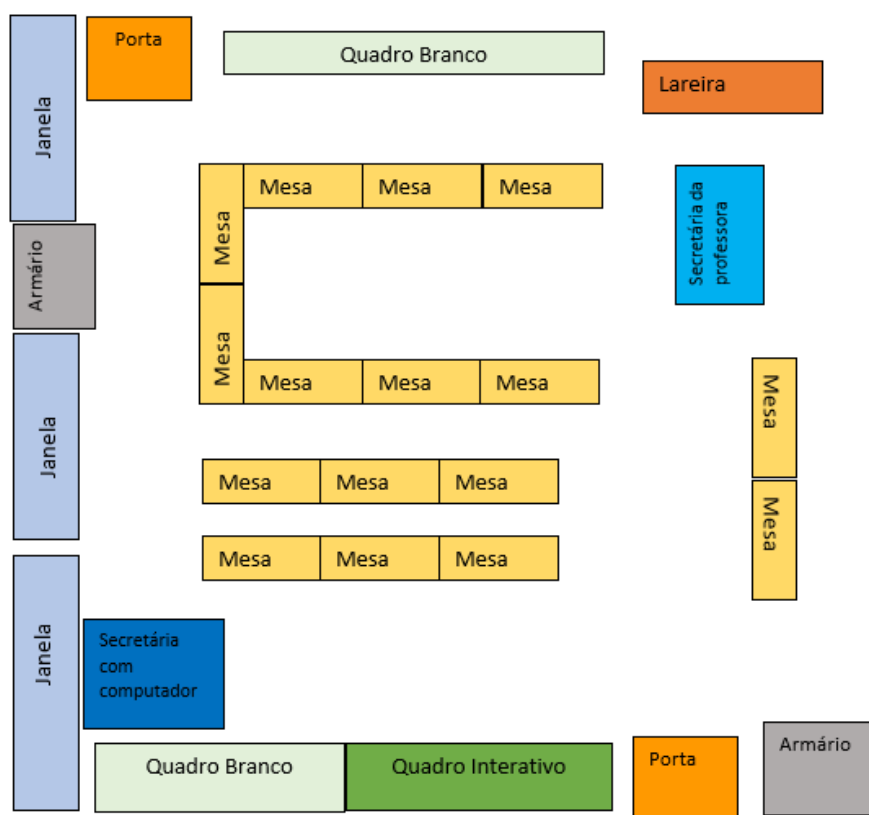 Janela
Porta
Quadro Branco
Lareira
Mesa
Mesa
Mesa
Mesa
Secretária da
professora
Armário
Mesa
Mesa
Mesa
Mesa
Janela
Mesa
Mesa
Mesa
Mesa
Mesa
Mesa
Mesa
Mesa
Janela
Secretária
com
computador
Quadro Branco
Quadro Interativo
Porta
Armário